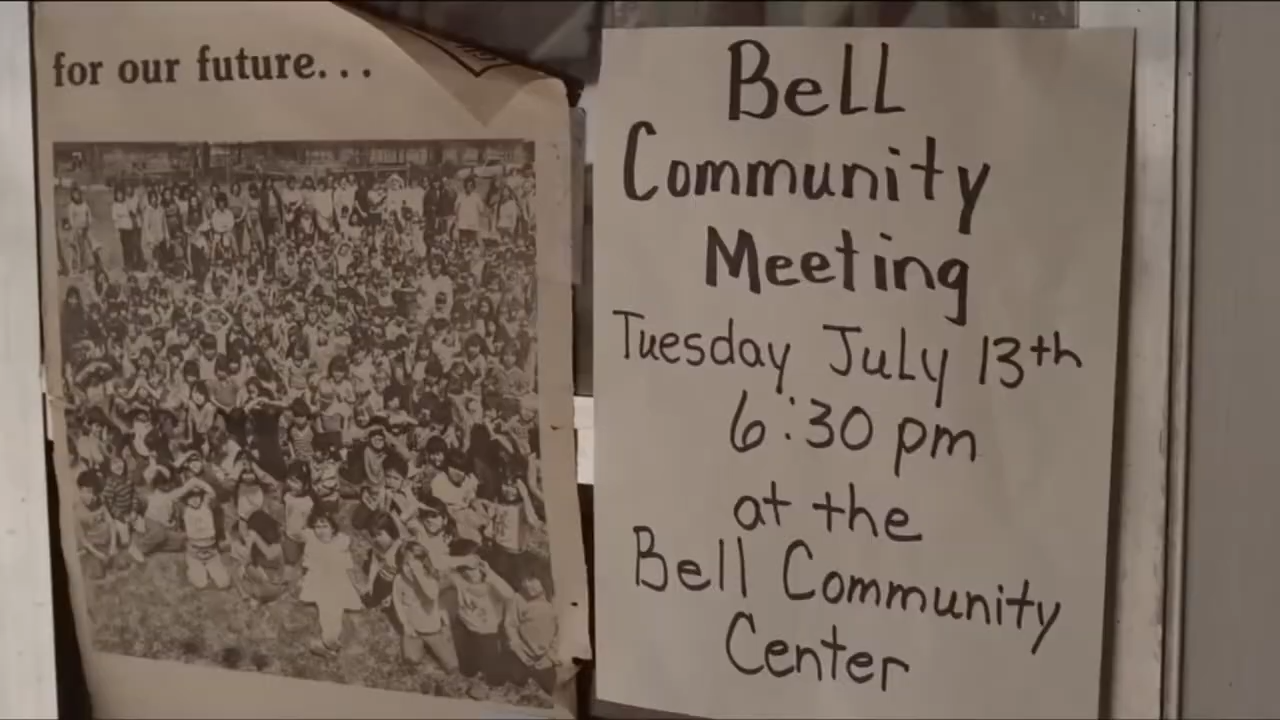 for our future...
Bell
Community
Meeting
Tuesday July 13th
6:30 pm
at the
Bell Community
Center